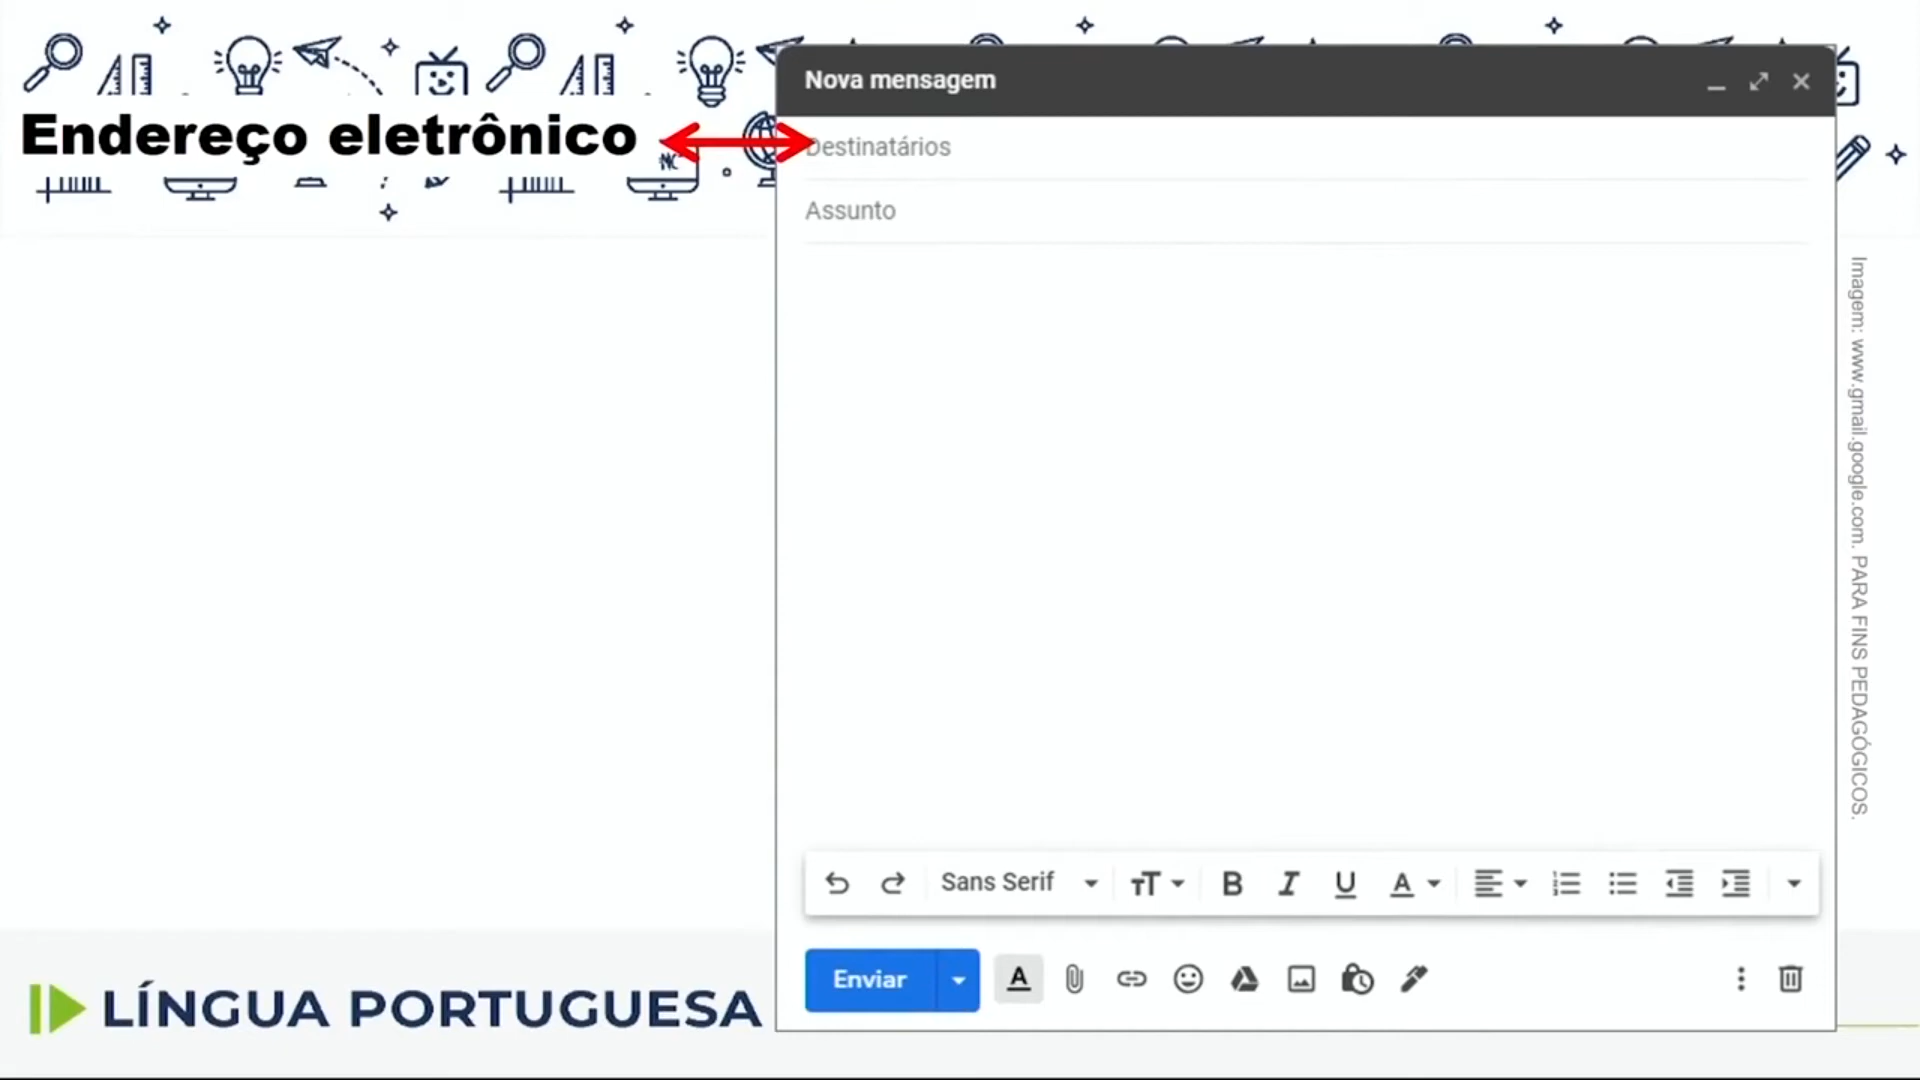 Nova mensagem
Endereço eletrônico
Destinatários
Assunto
Imagem: www.gmail.google.com. PARA FINS PEDAGÓGICOS.
Sans Serif
Enviar
LÍNGUA PORTUGUESA